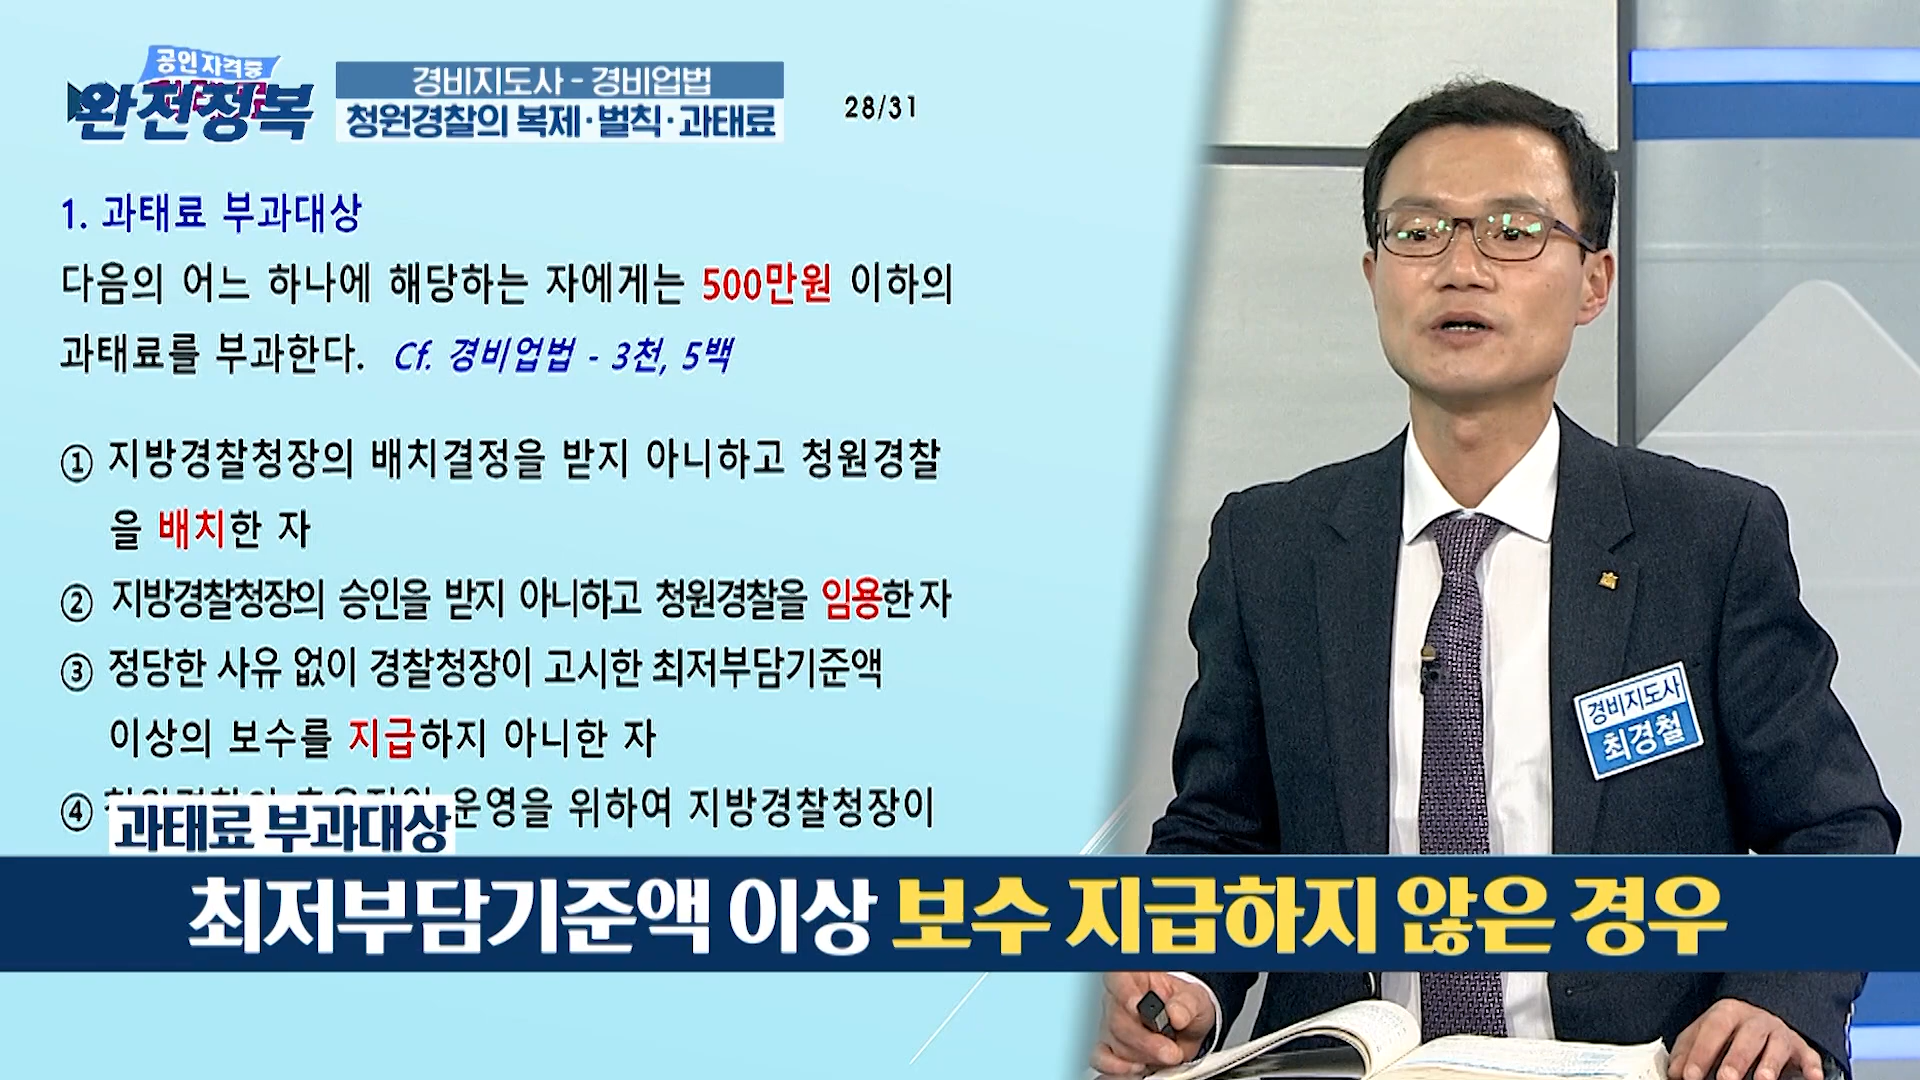 공인 자격증
완전정복
경비지도사 - 경비업법
청원경찰의 복제·벌칙·과태료
28/31
1. 과태료 부과대상
다음의 어느 하나에 해당하는 자에게는 500만원 이하의
과태료를 부과한다. Cf. 경비업법 - 3천, 5백
① 지방경찰청장의 배치결정을 받지 아니하고 청원경찰
을 배치한 자
② 지방경찰청장의 승인을 받지 아니하고 청원경찰을 임용한 자
③ 정당한 사유 없이 경찰청장이 고시한 최저부담기준액
이상의 보수를 지급하지 아니한 자
④ 운영을 위하여 지방경찰청장이
과태료 부과대상
최저부담기준액 이상 보수 지급하지 않은 경우
경비지도사
최경철